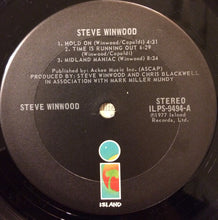 STEVE WINWOOD
1. HOLD ON (Winwood/Capaldi) 4:31
2. TIME IS RUNNING OUT 6:29
(Winwood/Capaldi)
3. MIDLAND MANIAC (Winwood) 8:34
Published by: Ackee Music Inc. (ASCAP)
PRODUCED BY: STEVE WINWOOD AND CHRIS BLACKWELL
IN ASSOCIATION WITH MARK MILLER MUNDY
STEVE WINWOOD
STEREO
ILPS-9494-A
℗1977 Island
Records, Ltd.
ISLAND